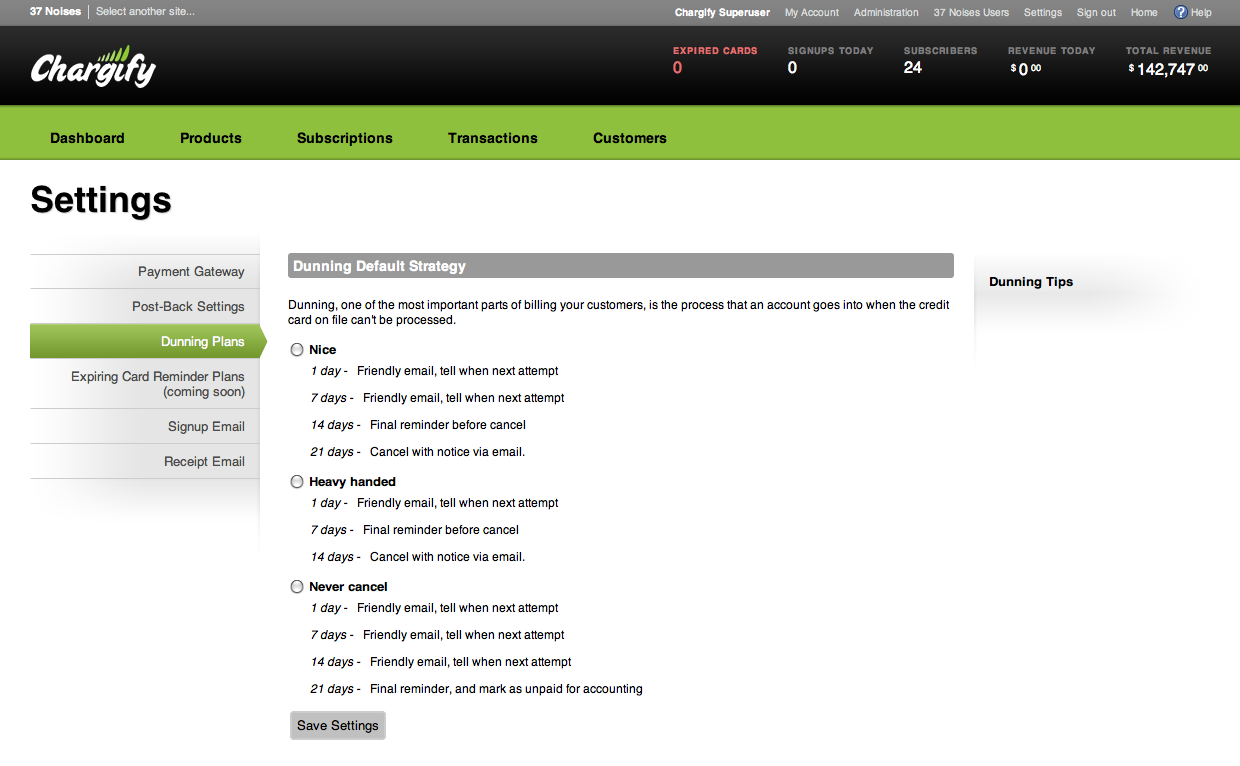 37 Noises Select another site...
Chargify Superuser My Account Administration 37 Noises Users Settings Sign out Home ? Help
Chargify
EXPIRED CARDS SIGNUPS TODAY SUBSCRIBERS REVENUE TODAY TOTAL REVENUE
0 0 24 $0 00 $142,747 00
Dashboard Products Subscriptions Transactions Customers
Settings
Payment Gateway
Post-Back Settings
Dunning Plans
Expiring Card Reminder Plans
(coming soon)
Signup Email
Receipt Email
Dunning Default Strategy
Dunning, one of the most important parts of billing your customers, is the process that an account goes into when the credit
card on file can't be processed.
Nice
1 day - Friendly email, tell when next attempt
7 days - Friendly email, tell when next attempt
14 days - Final reminder before cancel
21 days - Cancel with notice via email.
Heavy handed
1 day - Friendly email, tell when next attempt
7 days - Final reminder before cancel
14 days - Cancel with notice via email.
Never cancel
1 day - Friendly email, tell when next attempt
7 days - Friendly email, tell when next attempt
14 days - Friendly email, tell when next attempt
21 days - Final reminder, and mark as unpaid for accounting
Save Settings
Dunning Tips